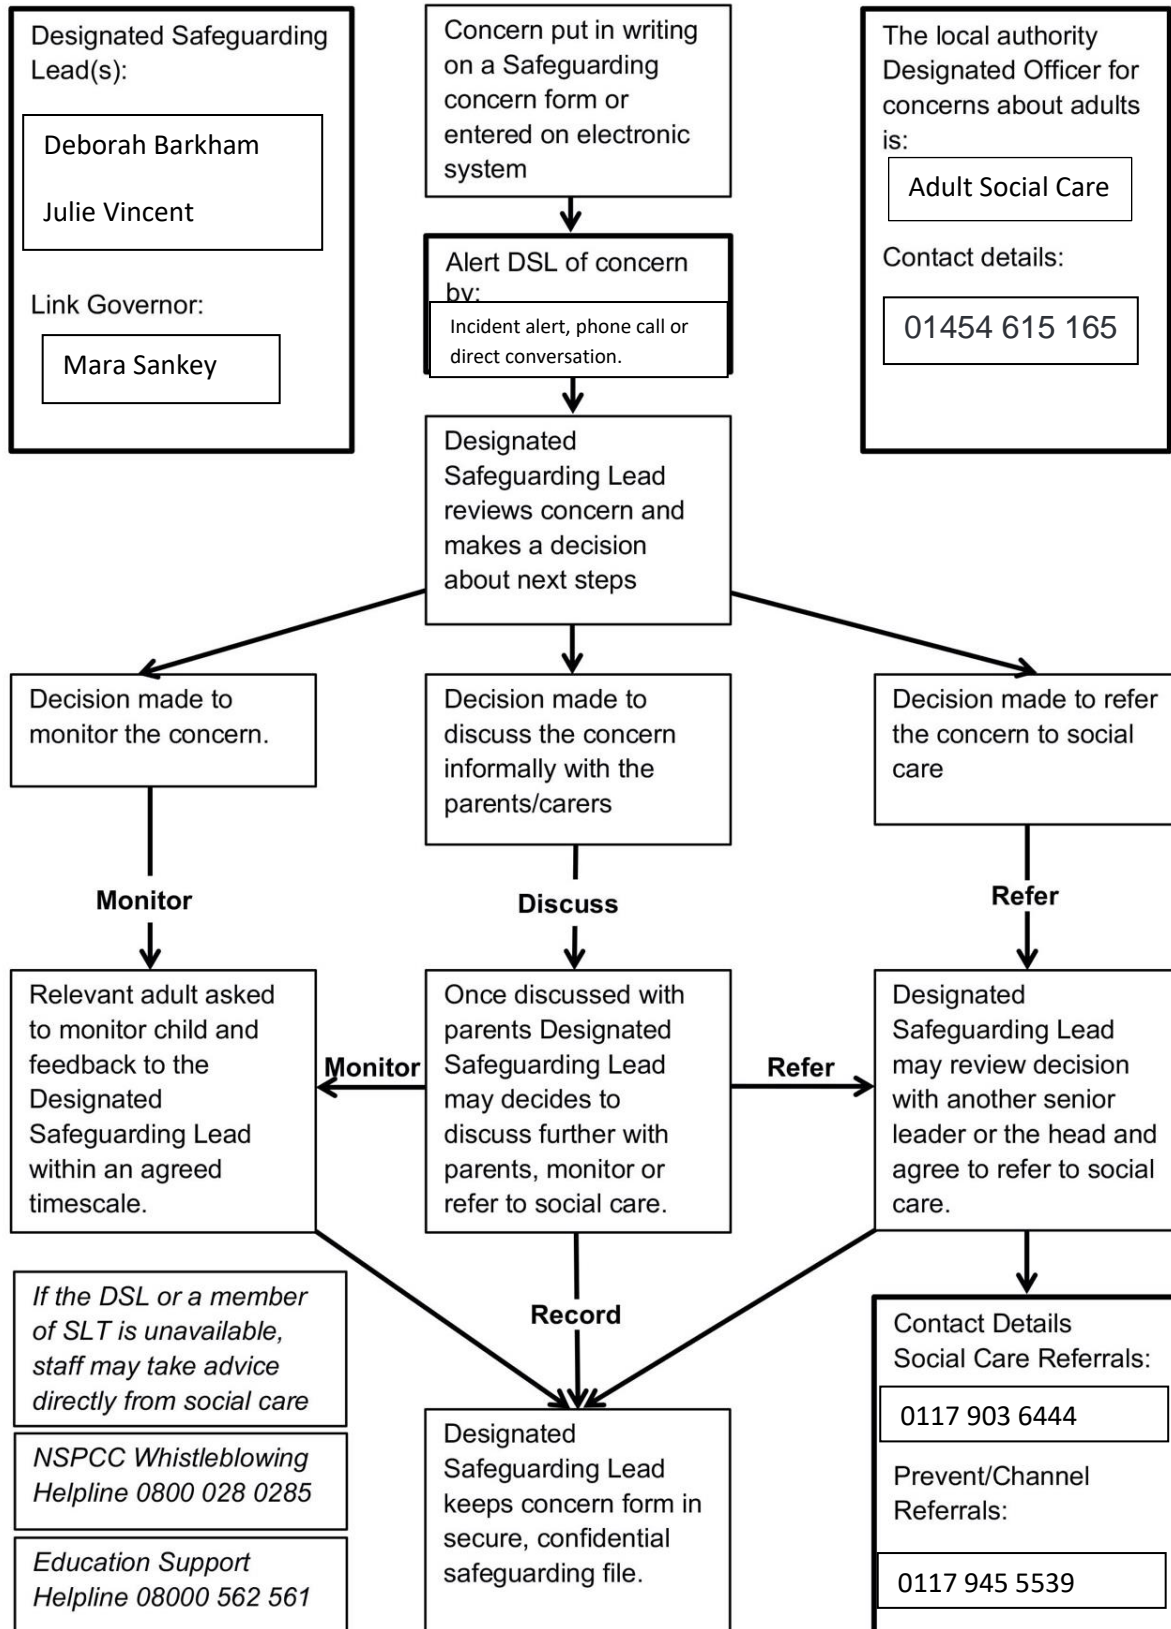 Designated Safeguarding
Lead(s):
Deborah Barkham
Julie Vincent
Link Governor:
Mara Sankey
Concern put in writing
on a Safeguarding
concern form or
entered on electronic
system
The local authority
Designated Officer for
concerns about adults
is:
Adult Social Care
Contact details:
01454 615 165
Alert DSL of concern
by:
Incident alert, phone call or
direct conversation.
Designated
Safeguarding Lead
reviews concern and
makes a decision
about next steps
Decision made to
monitor the concern.
Decision made to
discuss the concern
informally with the
parents/carers
Decision made to refer
the concern to social
care
Monitor
Discuss
Refer
Relevant adult asked
to monitor child and
feedback to the
Designated
Safeguarding Lead
within an agreed
timescale.
Monitor
Once discussed with
parents Designated
Safeguarding Lead
may decides to
discuss further with
parents, monitor or
refer to social care.
Refer
Designated
Safeguarding Lead
may review decision
with another senior
leader or the head and
agree to refer to social
care.
If the DSL or a member
of SLT is unavailable,
staff may take advice
directly from social care
NSPCC Whistleblowing
Helpline 0800 028 0285
Education Support
Helpline 08000 562 561
Record
Designated
Safeguarding Lead
keeps concern form in
secure, confidential
safeguarding file.
Contact Details
Social Care Referrals:
0117 903 6444
Prevent/Channel
Referrals:
0117 945 5539